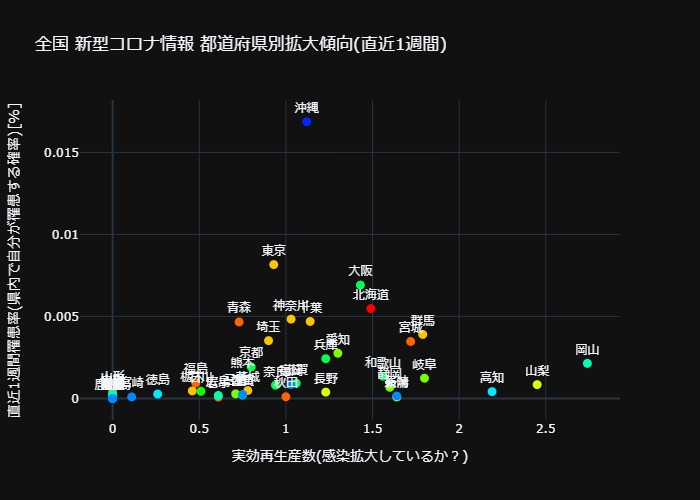 全国 新型コロナ情報 都道府県別拡大傾向(直近1週間)
直近1週間罹患率(県内で自分が罹患する確率)[%]
0.015
0.01
0.005
0
沖縄
東京
大阪
北海道
青森
神奈川
千葉
群馬
宮城
埼玉
愛知
兵庫
京都
岡山
熊本
和歌山
福島
岐阜
山梨
高知
長野
徳島
秋田
山形
宮崎
0
0.5
1
1.5
2
2.5
実効再生産数(感染拡大しているか？)